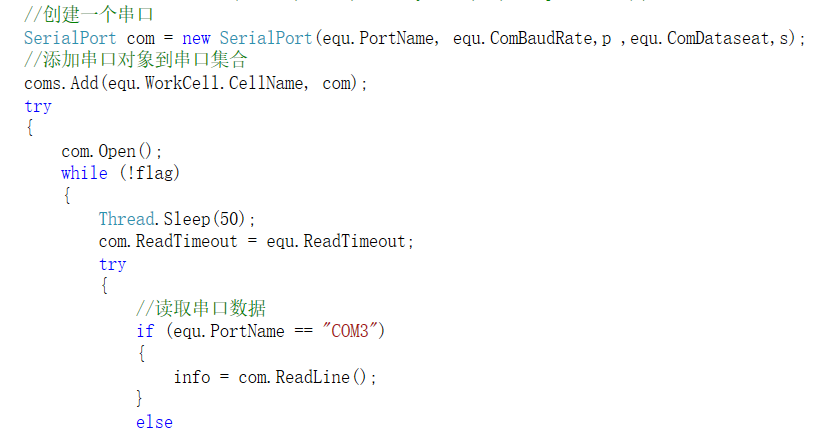 //创建一个串口
SerialPort com = new SerialPort(equ.PortName, equ.ComBaudRate,p ,equ.ComDataseat,s);
//添加串口对象到串口集合
coms.Add(equ.WorkCell.CellName, com);
try
{
com.Open();
while (!flag)
{
Thread.Sleep(50);
com.ReadTimeout = equ.ReadTimeout;
try
{
//读取串口数据
if (equ.PortName == "COM3")
{
info = com.ReadLine();
}
else